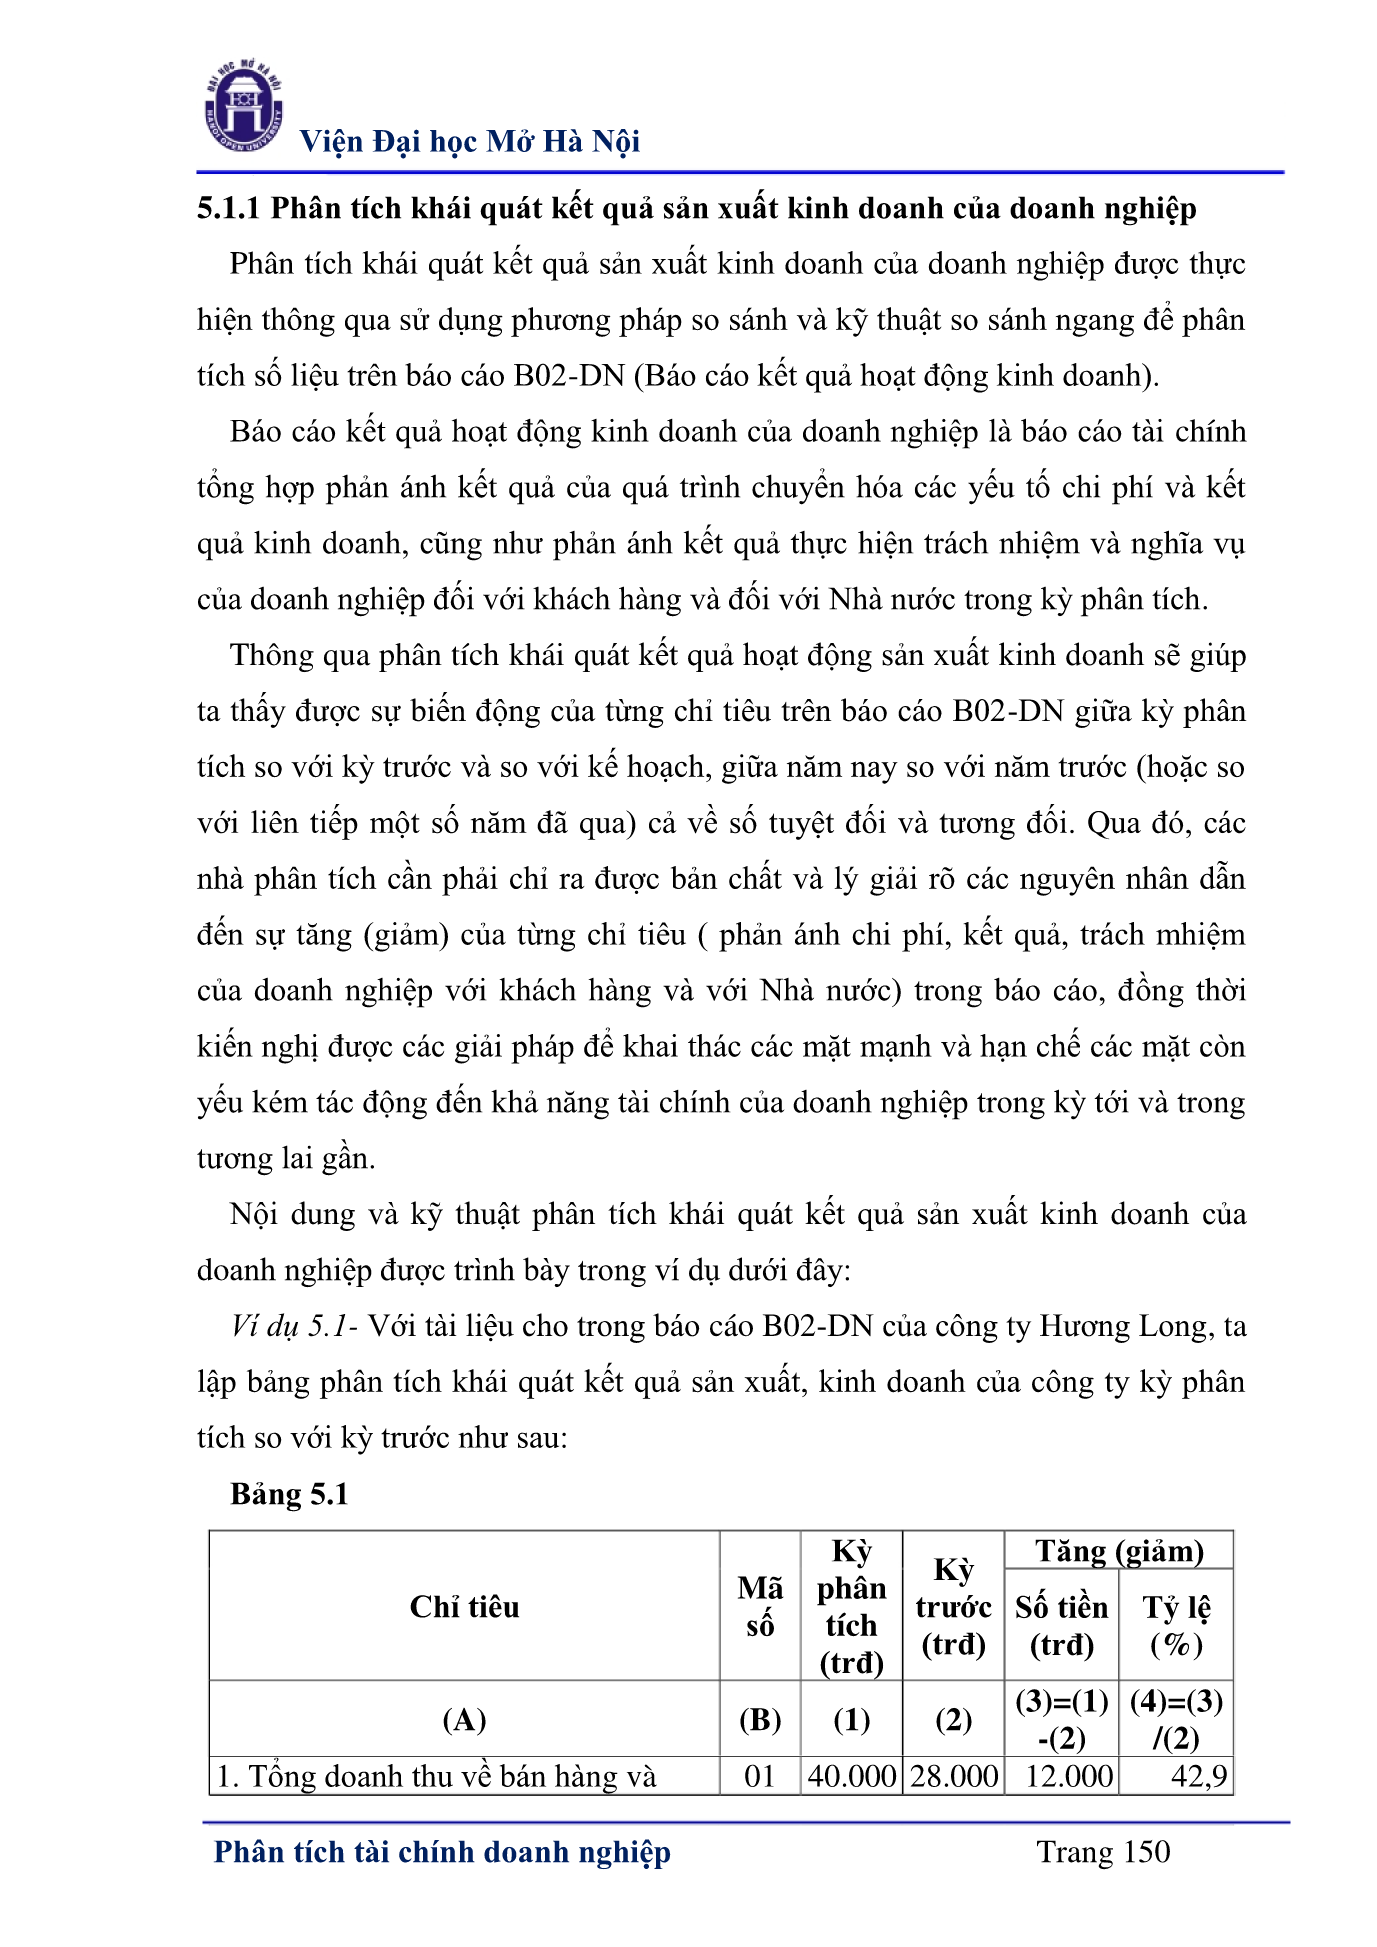 ĐẠI HỌC MỞ HÀ NỘI
HANOI OPEN UNIVERSITY
Viện Đại học Mở Hà Nội
5.1.1 Phân tích khái quát kết quả sản xuất kinh doanh của doanh nghiệp
Phân tích khái quát kết quả sản xuất kinh doanh của doanh nghiệp được thực
hiện thông qua sử dụng phương pháp so sánh và kỹ thuật so sánh ngang để phân
tích số liệu trên báo cáo B02-DN (Báo cáo kết quả hoạt động kinh doanh).
Báo cáo kết quả hoạt động kinh doanh của doanh nghiệp là báo cáo tài chính
tổng hợp phản ánh kết quả của quá trình chuyển hóa các yếu tố chi phí và kết
quả kinh doanh, cũng như phản ánh kết quả thực hiện trách nhiệm và nghĩa vụ
của doanh nghiệp đối với khách hàng và đối với Nhà nước trong kỳ phân tích.
Thông qua phân tích khái quát kết quả hoạt động sản xuất kinh doanh sẽ giúp
ta thấy được sự biến động của từng chỉ tiêu trên báo cáo B02-DN giữa kỳ phân
tích so với kỳ trước và so với kế hoạch, giữa năm nay so với năm trước (hoặc so
với liên tiếp một số năm đã qua) cả về số tuyệt đối và tương đối. Qua đó, các
nhà phân tích cần phải chỉ ra được bản chất và lý giải rõ các nguyên nhân dẫn
đến sự tăng (giảm) của từng chỉ tiêu ( phản ánh chi phí, kết quả, trách mhiệm
của doanh nghiệp với khách hàng và với Nhà nước) trong báo cáo, đồng thời
kiến nghị được các giải pháp để khai thác các mặt mạnh và hạn chế các mặt còn
yếu kém tác động đến khả năng tài chính của doanh nghiệp trong kỳ tới và trong
tương lai gần.
Nội dung và kỹ thuật phân tích khái quát kết quả sản xuất kinh doanh của
doanh nghiệp được trình bày trong ví dụ dưới đây:
Ví dụ 5.1- Với tài liệu cho trong báo cáo B02-DN của công ty Hương Long, ta
lập bảng phân tích khái quát kết quả sản xuất, kinh doanh của công ty kỳ phân
tích so với kỳ trước như sau:
Bảng 5.1
Chỉ tiêu
Mã
số
Kỳ
phân
tích
(trđ)
Kỳ
trước
(trđ)
Tăng (giảm)
Số tiền
(trđ)
Tỷ lệ
(%)
(A) (B) (1) (2) (3)=(1)
-(2)
(4)=(3)
/(2)
1. Tổng doanh thu về bán hàng và 01 40.000 28.000 12.000 42,9
Phân tích tài chính doanh nghiệp Trang 150